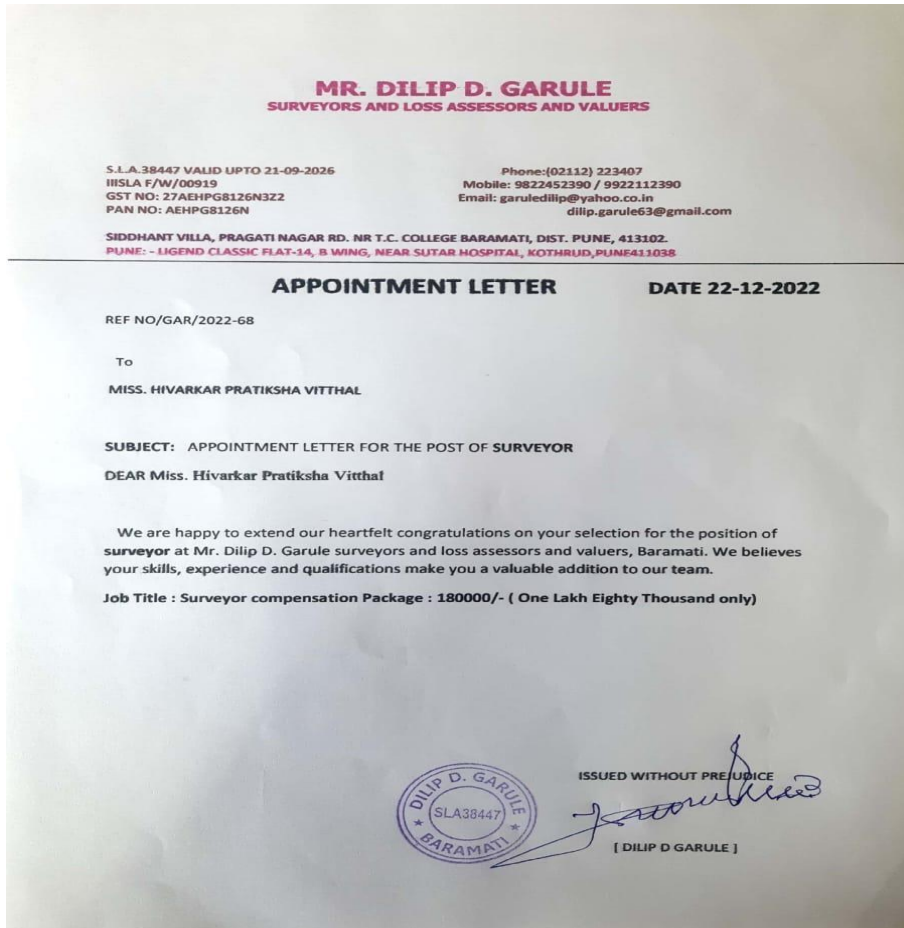 MR. DILIP D. GARULE
SURVEYORS AND LOSS ASSESSORS AND VALUERS
S.L.A.38447 VALID UPTO 21-09-2026
IIISLA F/W/00919
GST NO: 27AEHPG8126N3Z2
PAN NO: AEHPG8126N
Phone:(02112) 223407
Mobile: 9822452390 / 9922112390
Email: garuledilip@yahoo.co.in
dilip.garule63@gmail.com
SIDDHANT VILLA, PRAGATI NAGAR RD. NR T.C. COLLEGE BARAMATI, DIST. PUNE, 413102.
PUNE: - LIGEND CLASSIC FLAT-14, B WING, NEAR SUTAR HOSPITAL, KOTHRUD,PUNE411038
APPOINTMENT LETTER DATE 22-12-2022
REF NO/GAR/2022-68
To
MISS. HIVARKAR PRATIKSHA VITTHAL
SUBJECT: APPOINTMENT LETTER FOR THE POST OF SURVEYOR
DEAR Miss. Hivarkar Pratiksha Vitthal
We are happy to extend our heartfelt congratulations on your selection for the position of
surveyor at Mr. Dilip D. Garule surveyors and loss assessors and valuers, Baramati. We believes
your skills, experience and qualifications make you a valuable addition to our team.
Job Title : Surveyor compensation Package : 180000/- ( One Lakh Eighty Thousand only)
DILIP D. GARULE
SLA38447
* BARAMATI *
ISSUED WITHOUT PREJUDICE
[ DILIP D GARULE ]